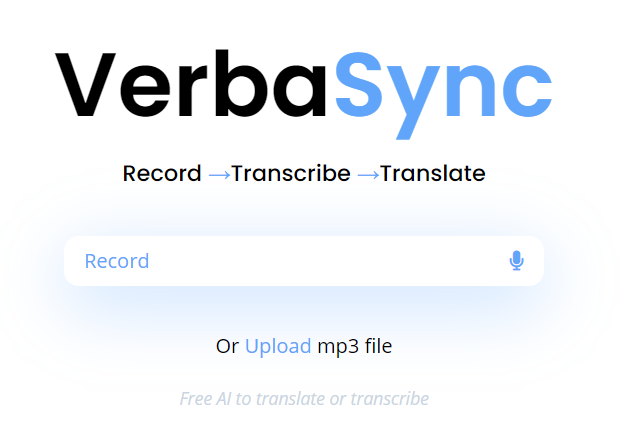 VerbaSync
Record →Transcribe →Translate
Record
Or Upload mp3 file
Free AI to translate or transcribe